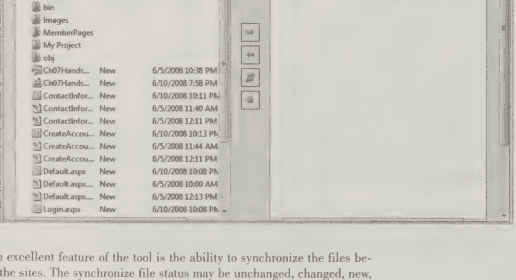 bin
Images
MemberPages
My Project
obj
Ch07Hands... New 6/5/2008 10:38 PM
Ch07Hands... New 6/10/2008 7:58 PM
ContactInfor... New 6/10/2008 10:11 PM
ContactInfor... New 6/5/2008 11:40 AM
ContactInfor... New 6/5/2008 12:11 PM
CreateAccou... New 6/10/2008 10:13 PM
CreateAccou... New 6/5/2008 11:44 AM
CreateAccou... New 6/5/2008 12:11 PM
Default.aspx New 6/10/2008 10:08 PM
Default.aspx.... New 6/5/2008 10:00 AM
Default.aspx.... New 6/5/2008 12:13 PM
Login.aspx New 6/10/2008 10:06 PM
n excellent feature of the tool is the ability to synchronize the files be-
the sites. The synchronize file status may be unchanged, changed, new,